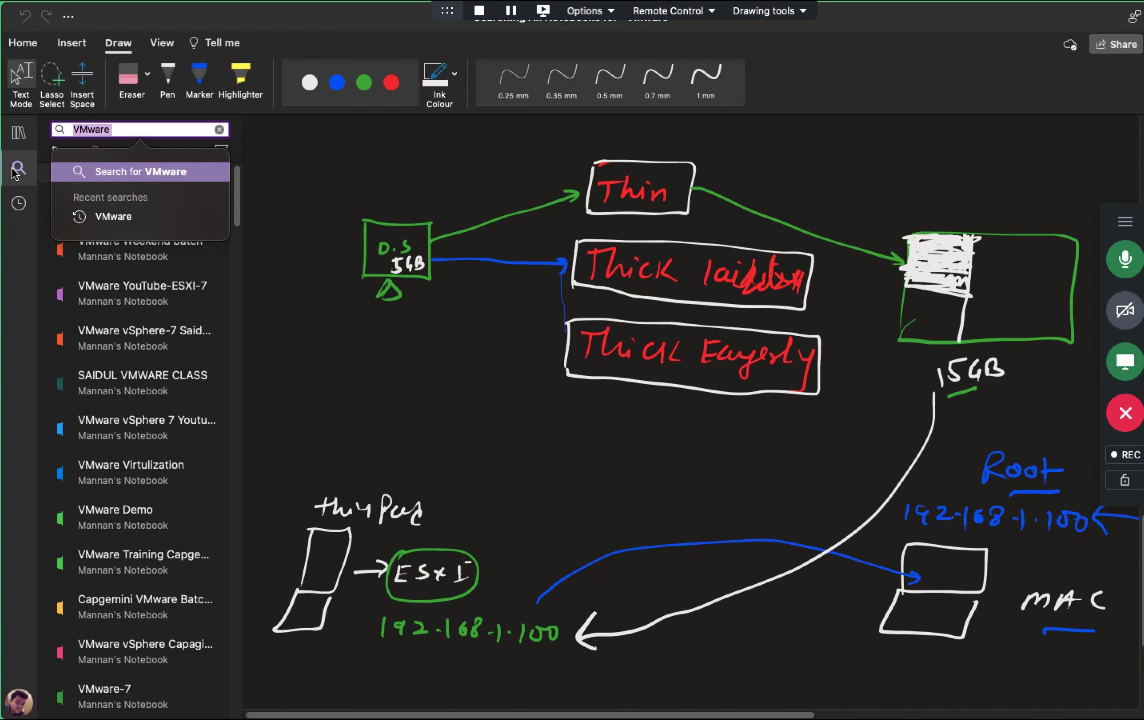 Options
Remote Control
Drawing tools
Home
Insert
Draw
View
Tell me
Share
Text
Mode
Lasso
Select
Insert
Space
Eraser
Pen
Marker
Highlighter
Ink
Colour
0.25 mm
0.35 mm
0.5 mm
0.7 mm
1 mm
VMware
Search for VMware
Recent searches
VMware
VMware Weekend Batch
Mannan's Notebook
VMware YouTube-ESXI-7
Mannan's Notebook
VMware vSphere-7 Said...
Mannan's Notebook
SAIDUL VMWARE CLASS
Mannan's Notebook
VMware vSphere 7 Youtu...
Mannan's Notebook
VMware Virtulization
Mannan's Notebook
VMware Demo
Mannan's Notebook
VMware Training Capge...
Mannan's Notebook
Capgemini VMware Batc...
Mannan's Notebook
VMware vSphere Capagi...
Mannan's Notebook
VMware-7
Mannan's Notebook
Thin
D.S
5GB
Thick
Thick Eagerly
15GB
REC
Root
192.168.1.100
ESXI
192.168.1.100
MAC